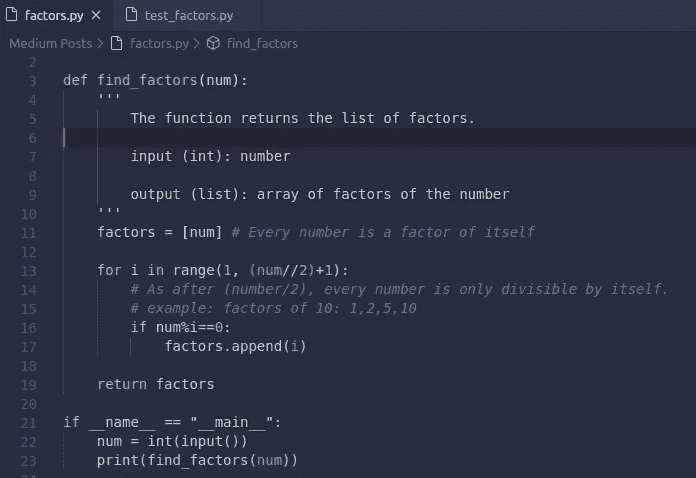 factors.py × test_factors.py
Medium Posts > factors.py > find_factors
2
3 def find_factors(num):
4     '''
5         The function returns the list of factors.
6
7         input (int): number
8
9         output (list): array of factors of the number
10     '''
11     factors = [num] # Every number is a factor of itself
12
13     for i in range(1, (num//2)+1):
14         # As after (number/2), every number is only divisible by itself.
15         # example: factors of 10: 1,2,5,10
16         if num%i==0:
17             factors.append(i)
18
19     return factors
20
21 if __name__ == "__main__":
22     num = int(input())
23     print(find_factors(num))